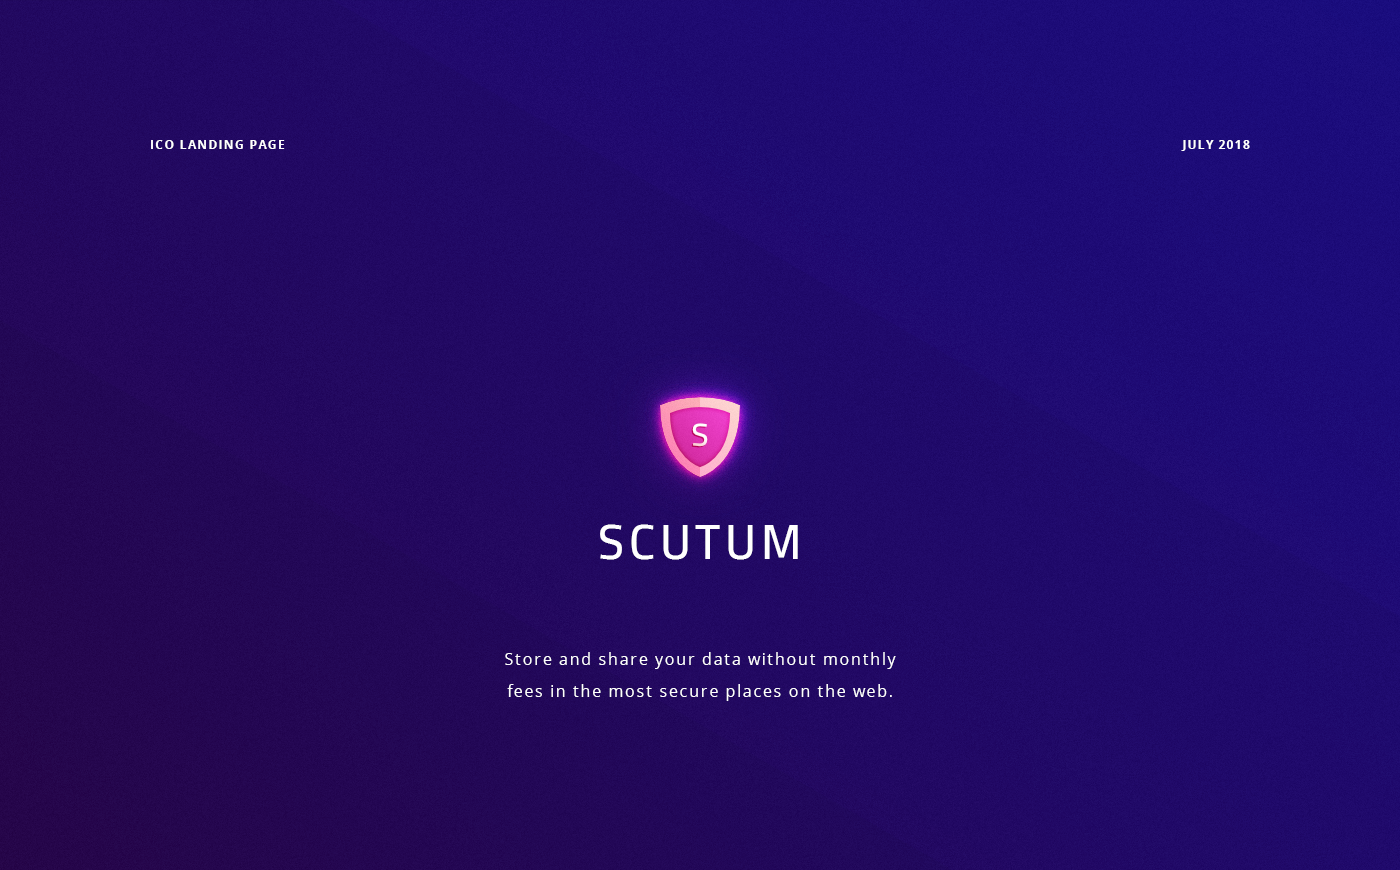 ICO LANDING PAGE
JULY 2018
S
SCUTUM
Store and share your data without monthly
fees in the most secure places on the web.